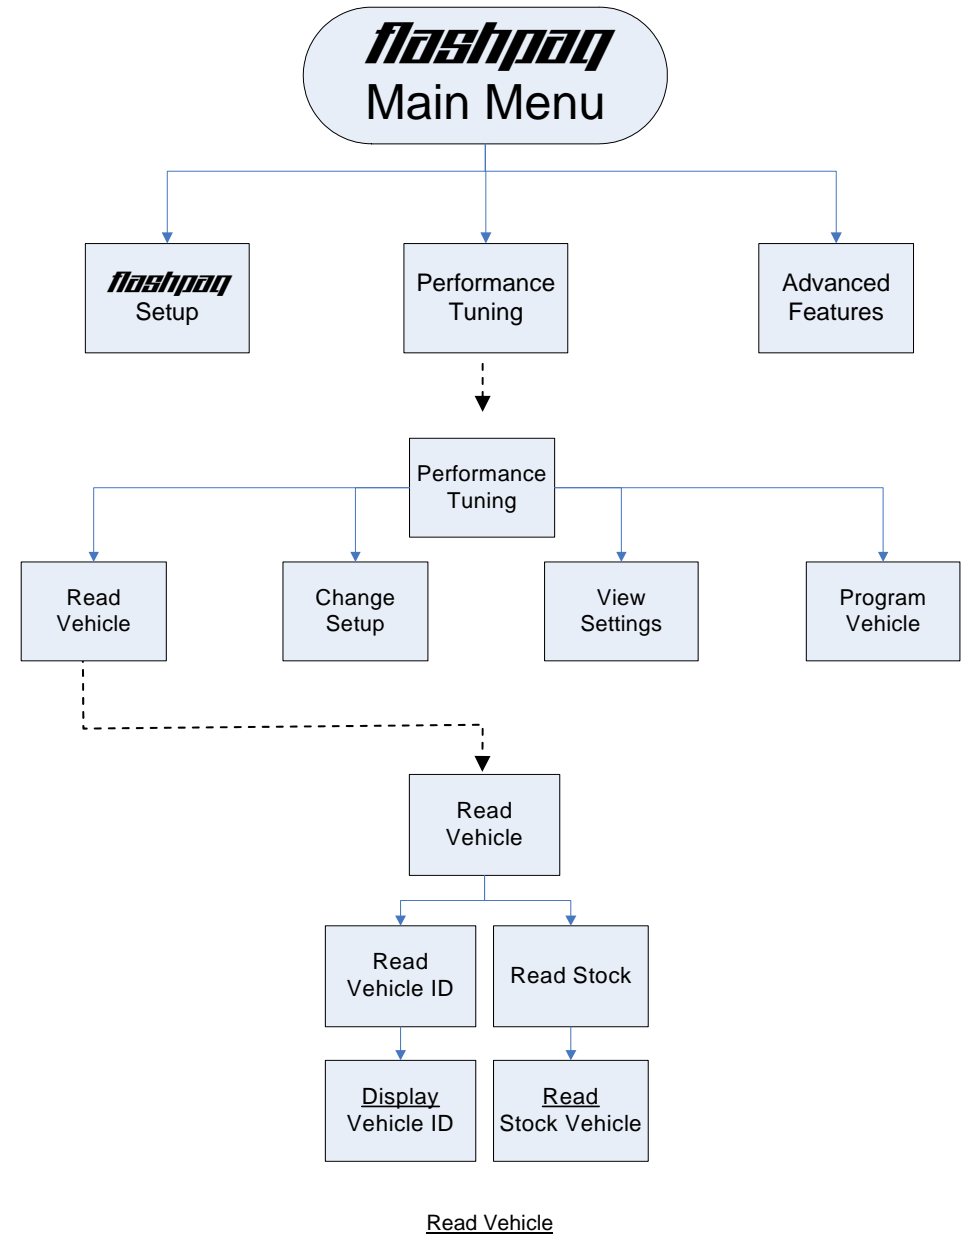 flashpaq
Main Menu
flashpaq
Setup
Performance
Tuning
Advanced
Features
Performance
Tuning
Read
Vehicle
Change
Setup
View
Settings
Program
Vehicle
Read
Vehicle
Read
Vehicle ID
Read Stock
Display
Vehicle ID
Read
Stock Vehicle
Read Vehicle